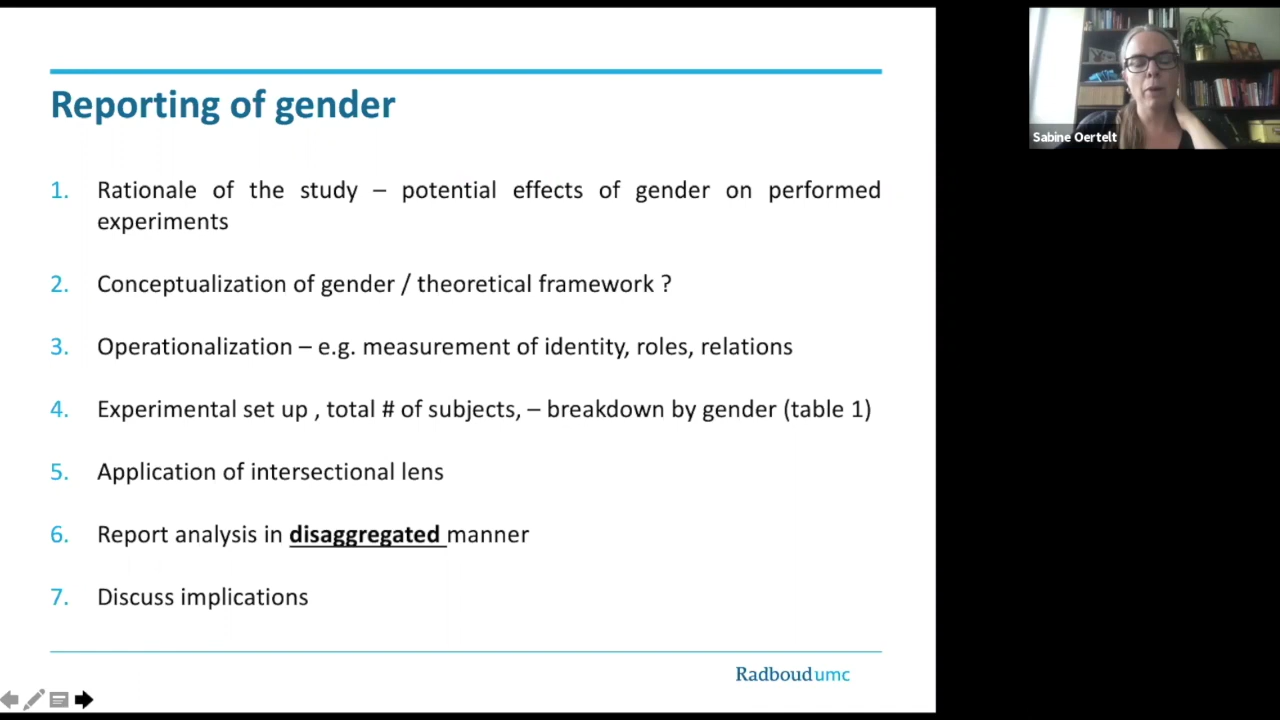 Reporting of gender
1. Rationale of the study – potential effects of gender on performed
experiments
2. Conceptualization of gender / theoretical framework ?
3. Operationalization – e.g. measurement of identity, roles, relations
4. Experimental set up , total # of subjects, – breakdown by gender (table 1)
5. Application of intersectional lens
6. Report analysis in disaggregated manner
7. Discuss implications
Radboudumc
Sabine Oertelt